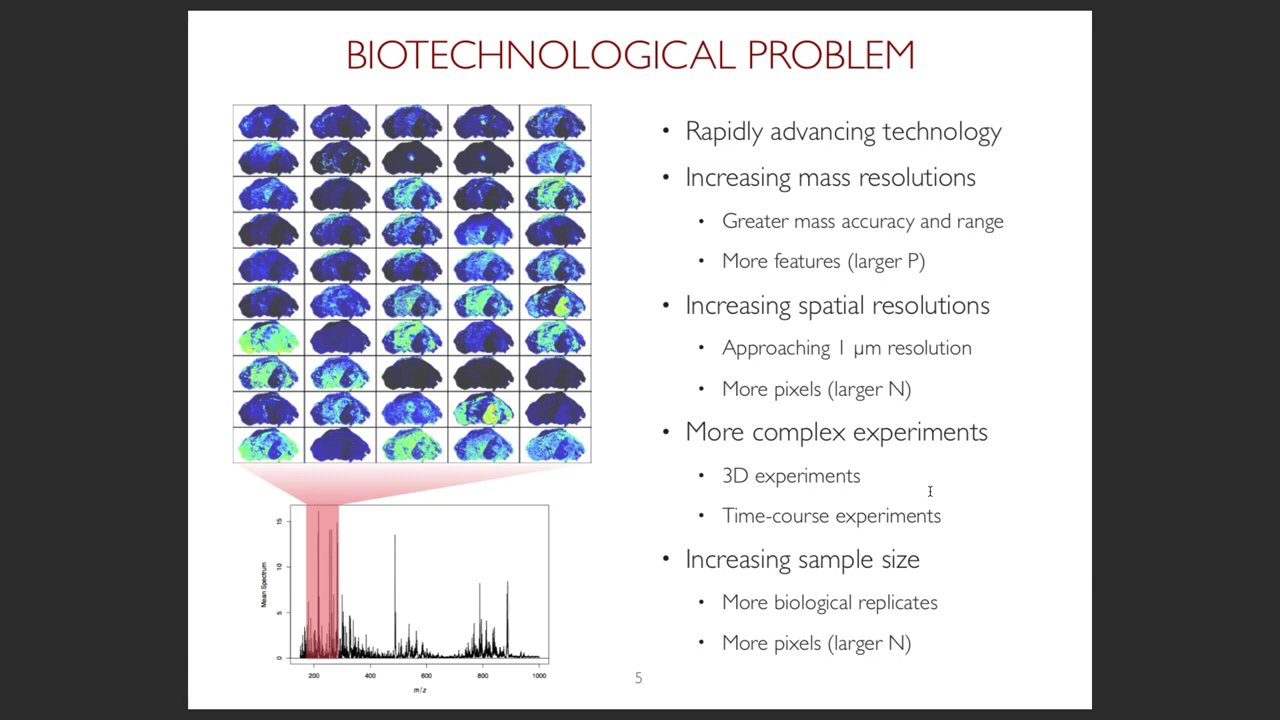 BIOTECHNOLOGICAL PROBLEM
• Rapidly advancing technology
• Increasing mass resolutions
• Greater mass accuracy and range
• More features (larger P)
• Increasing spatial resolutions
• Approaching 1 μm resolution
• More pixels (larger N)
• More complex experiments
• 3D experiments
• Time-course experiments
• Increasing sample size
• More biological replicates
• More pixels (larger N)
Mean Spectrum
15
10
5
0
200 400 600 800 1000
m/z
5